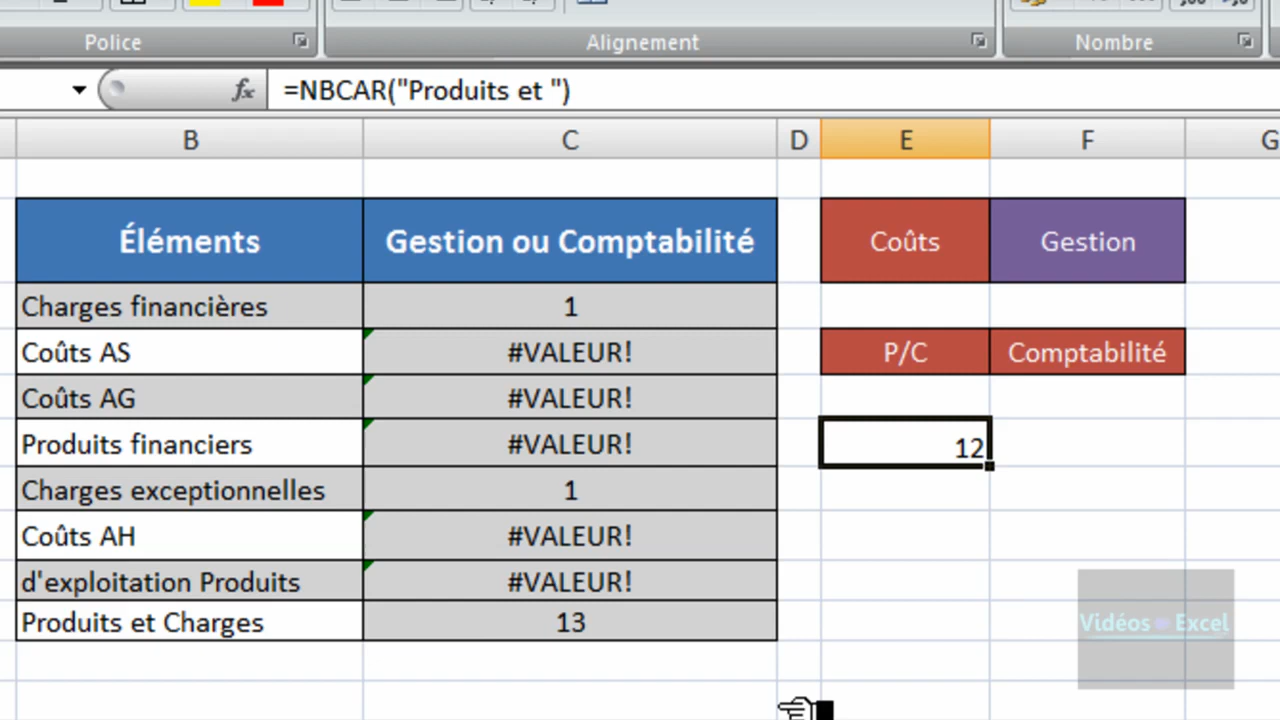 Police
Alignement
Nombre
fx =NBCAR("Produits et ")
B C D E F G
Éléments Gestion ou Comptabilité Coûts Gestion
Charges financières 1
Coûts AS #VALEUR! P/C Comptabilité
Coûts AG #VALEUR!
Produits financiers #VALEUR! 12
Charges exceptionnelles 1
Coûts AH #VALEUR!
d'exploitation Produits #VALEUR!
Produits et Charges 13
Vidéos Excel